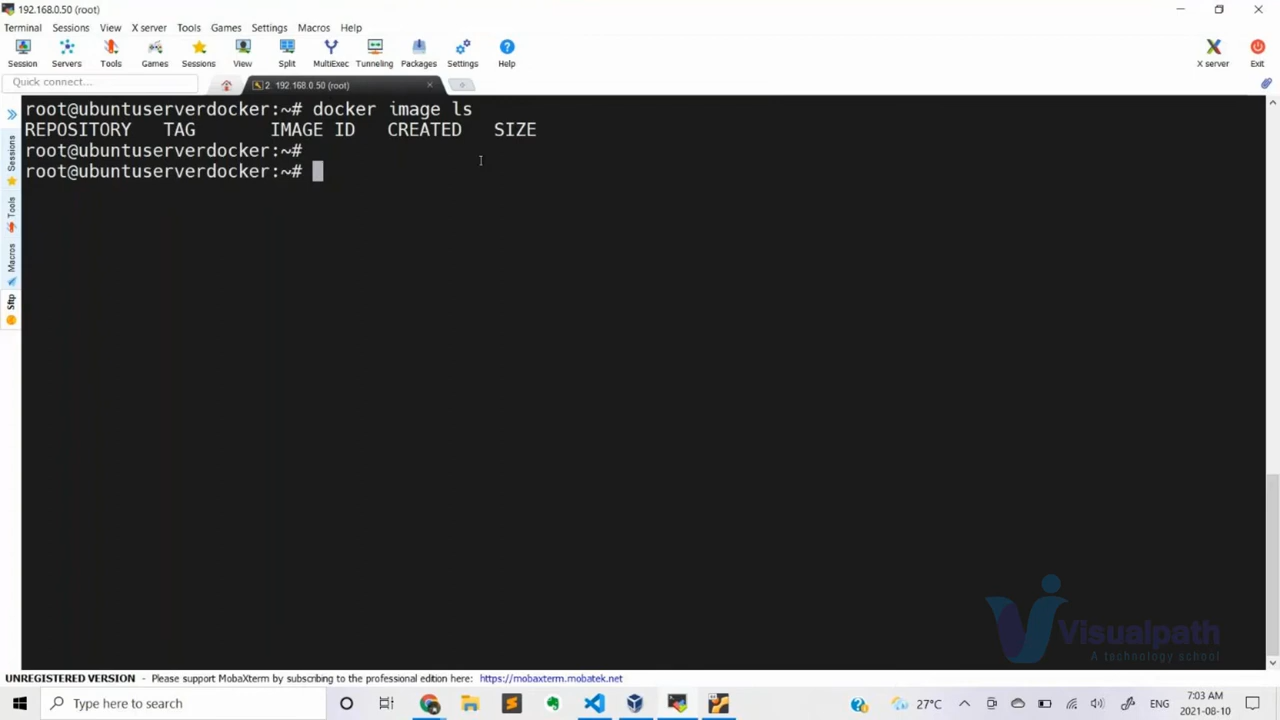 192.168.0.50 (root)
Terminal Sessions View X server Tools Games Settings Macros Help
Session Servers Tools Games Sessions View Split MultiExec Tunneling Packages Settings Help X server Exit
Quick connect...
2. 192.168.0.50 (root)
root@ubuntuserverdocker:~# docker image ls
REPOSITORY TAG IMAGE ID CREATED SIZE
root@ubuntuserverdocker:~#
root@ubuntuserverdocker:~#
Sessions
Tools
Macros
Sftp
Visualpath
A technology school
UNREGISTERED VERSION - Please support MobaXterm by subscribing to the professional edition here: https://mobaxterm.mobatek.net
Type here to search
27°C
ENG
7:03 AM
2021-08-10